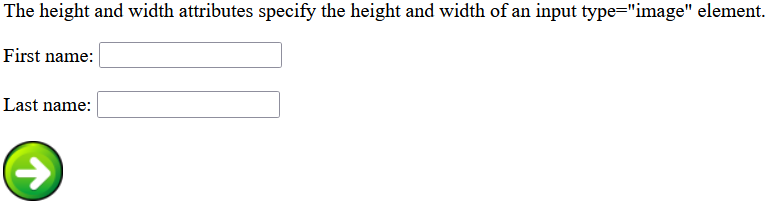 The height and width attributes specify the height and width of an input type="image" element.
First name:
Last name: